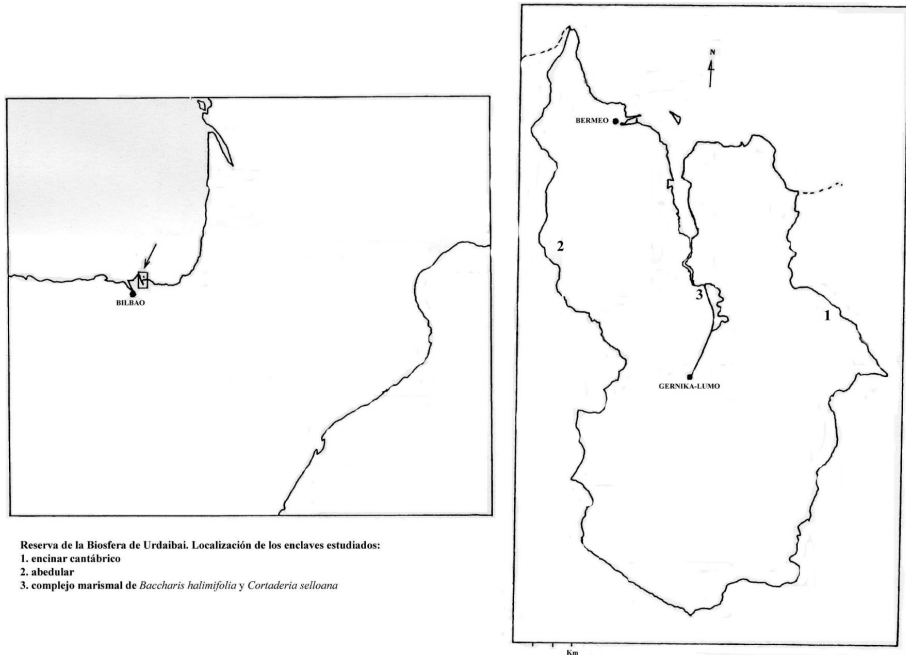 BILBAO
Reserva de la Biosfera de Urdaibai. Localización de los enclaves estudiados:
1. encinar cantábrico
2. abedular
3. complejo marismal de Baccharis halimifolia y Cortaderia selloana
N
BERMEO
2
3
1
GERNIKA-LUMO
Km